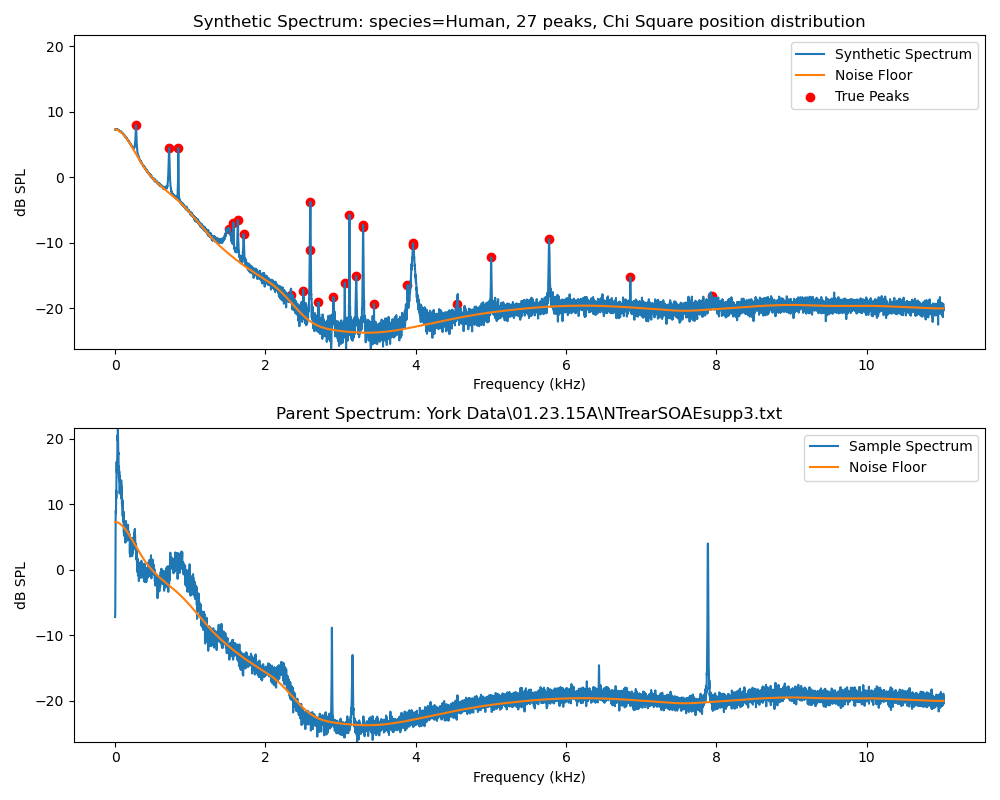 Synthetic Spectrum: species=Human, 27 peaks, Chi Square position distribution
20
10
0
−10
−20
dB SPL
Synthetic Spectrum
Noise Floor
True Peaks
0 2 4 6 8 10
Frequency (kHz)
Parent Spectrum: York Data\01.23.15A\NTrearSOAEsupp3.txt
20
10
0
−10
−20
dB SPL
Sample Spectrum
Noise Floor
0 2 4 6 8 10
Frequency (kHz)